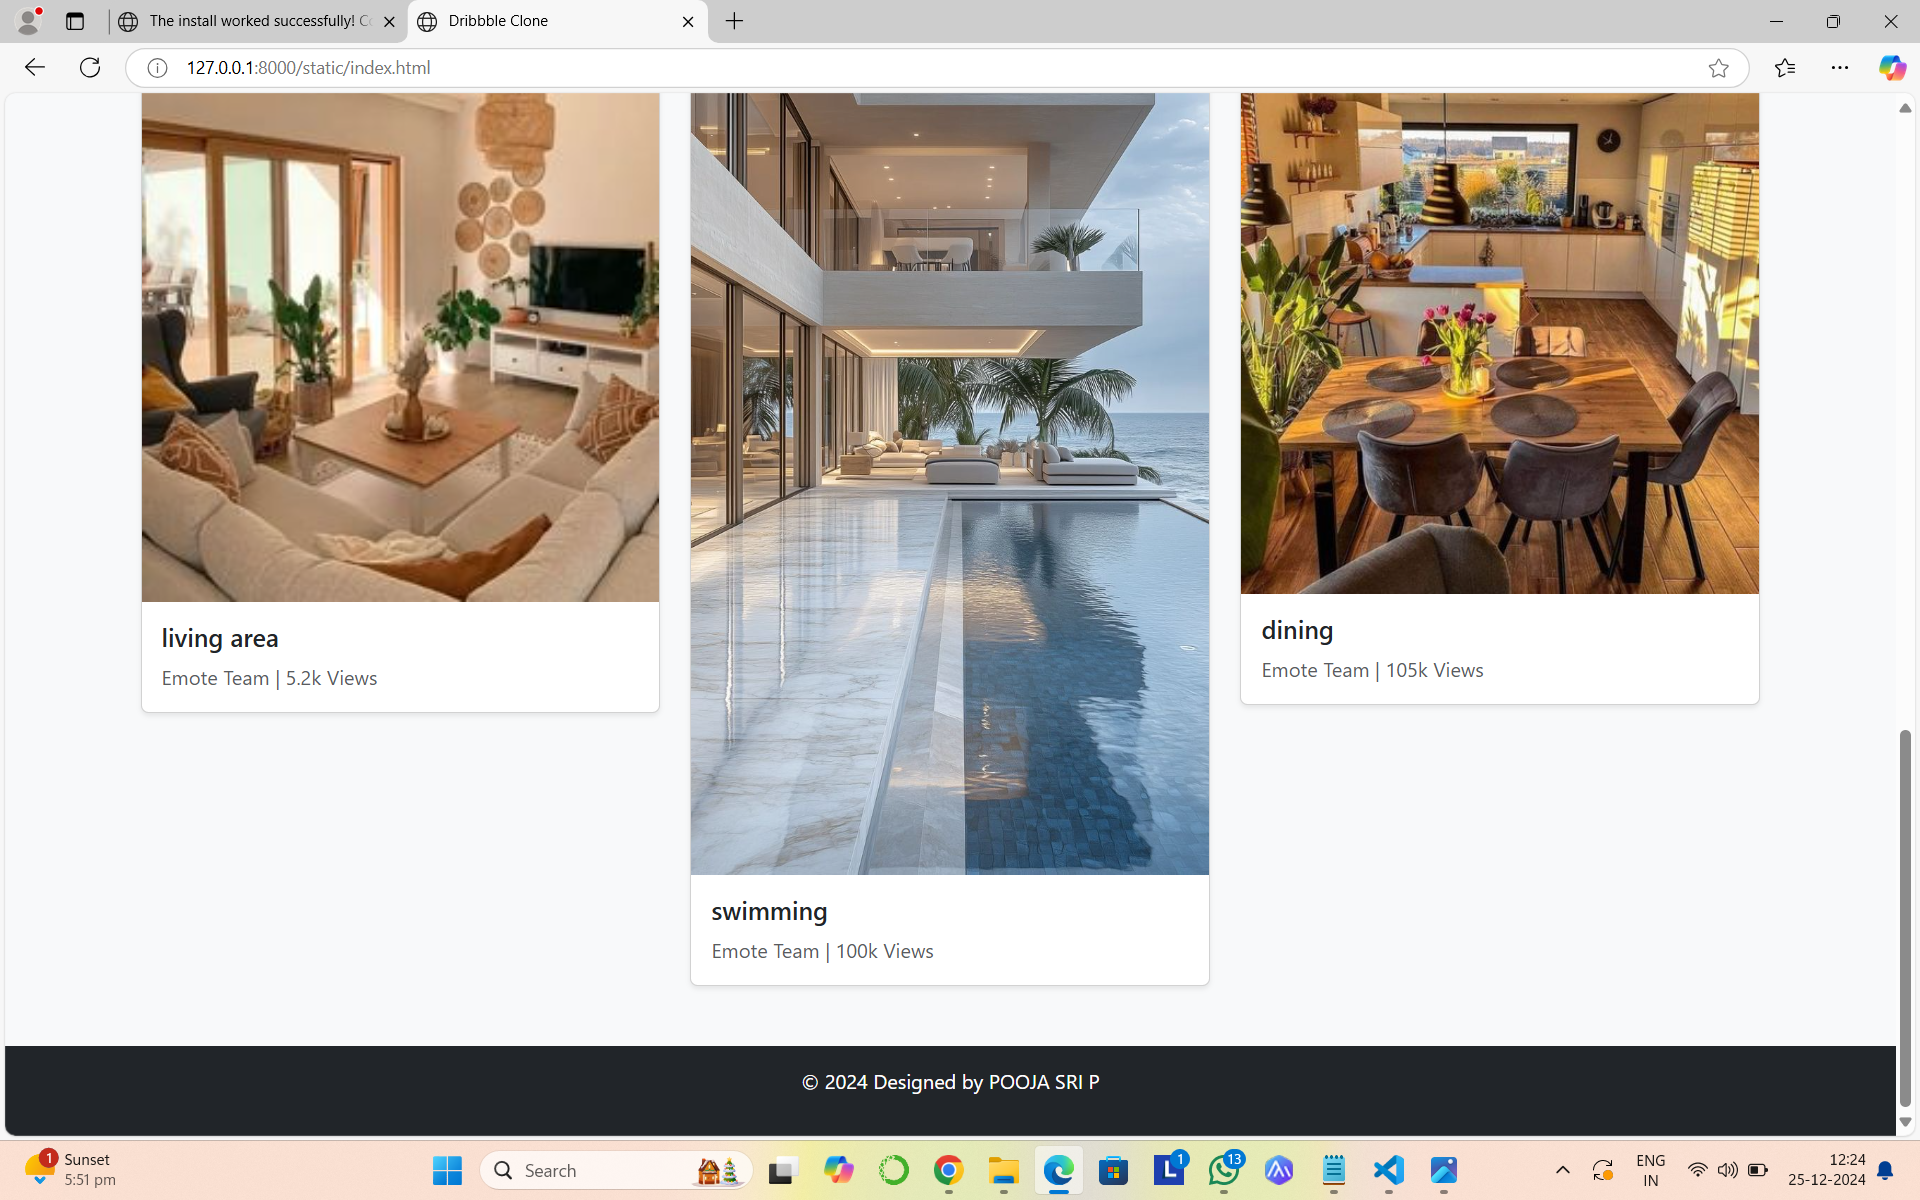 The install worked successfully! C
Dribbble Clone
127.0.0.1:8000/static/index.html
living area
Emote Team | 5.2k Views
swimming
Emote Team | 100k Views
dining
Emote Team | 105k Views
© 2024 Designed by POOJA SRI P
1
Sunset
5:51 pm
Search
L
1
13
ENG
IN
12:24
25-12-2024